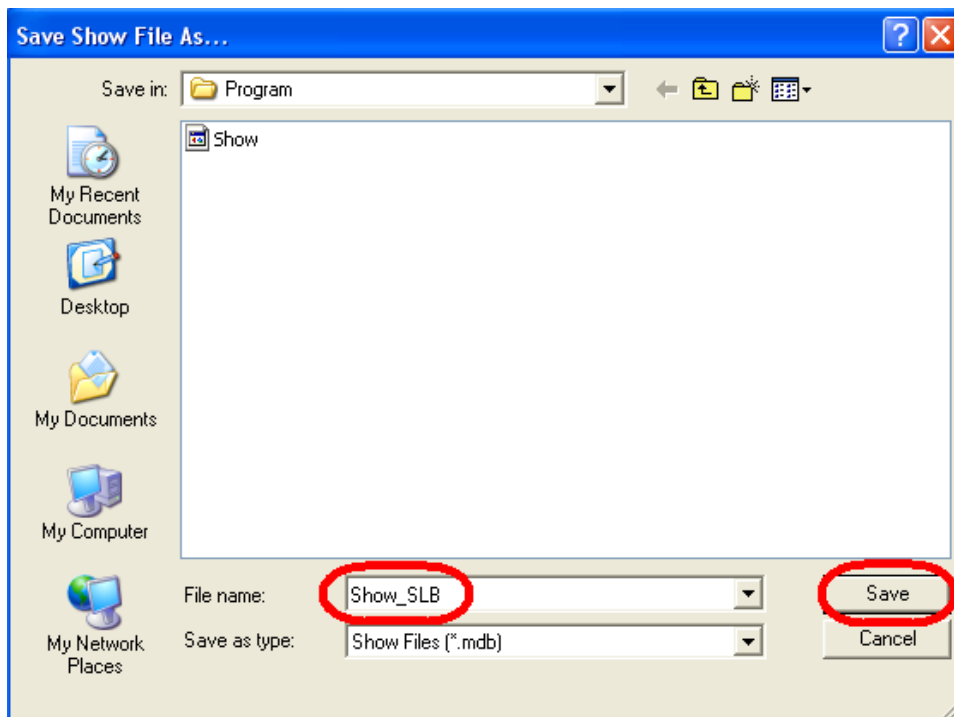 Save Show File As...
Save in:
Program
Show
My Recent
Documents
Desktop
My Documents
My Computer
My Network
Places
File name:
Show_SLB
Save
Save as type:
Show Files (*.mdb)
Cancel